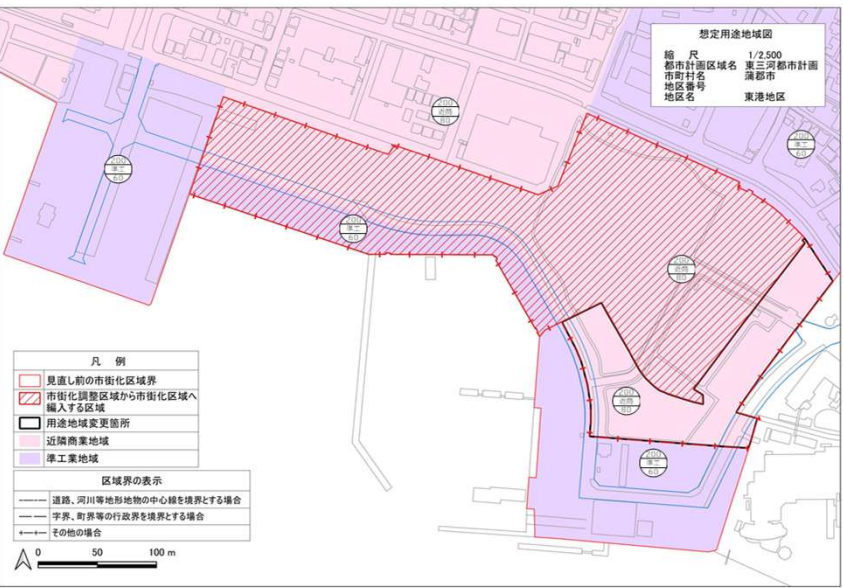 想定用途地域図
縮 尺 1/2,500
都市計画区域名 東三河都市計画
市町村名 蒲郡市
地区番号
地区名 東港地区
200
近商
80
200
準工
60
200
準工
60
200
準工
60
200
近商
80
200
近商
80
200
準工
60
凡 例
見直し前の市街化区域界
市街化調整区域から市街化区域へ
編入する区域
用途地域変更箇所
近隣商業地域
準工業地域
区域界の表示
道路、河川等地形地物の中心線を境界とする場合
字界、町界等の行政界を境界とする場合
その他の場合
0 50 100 m